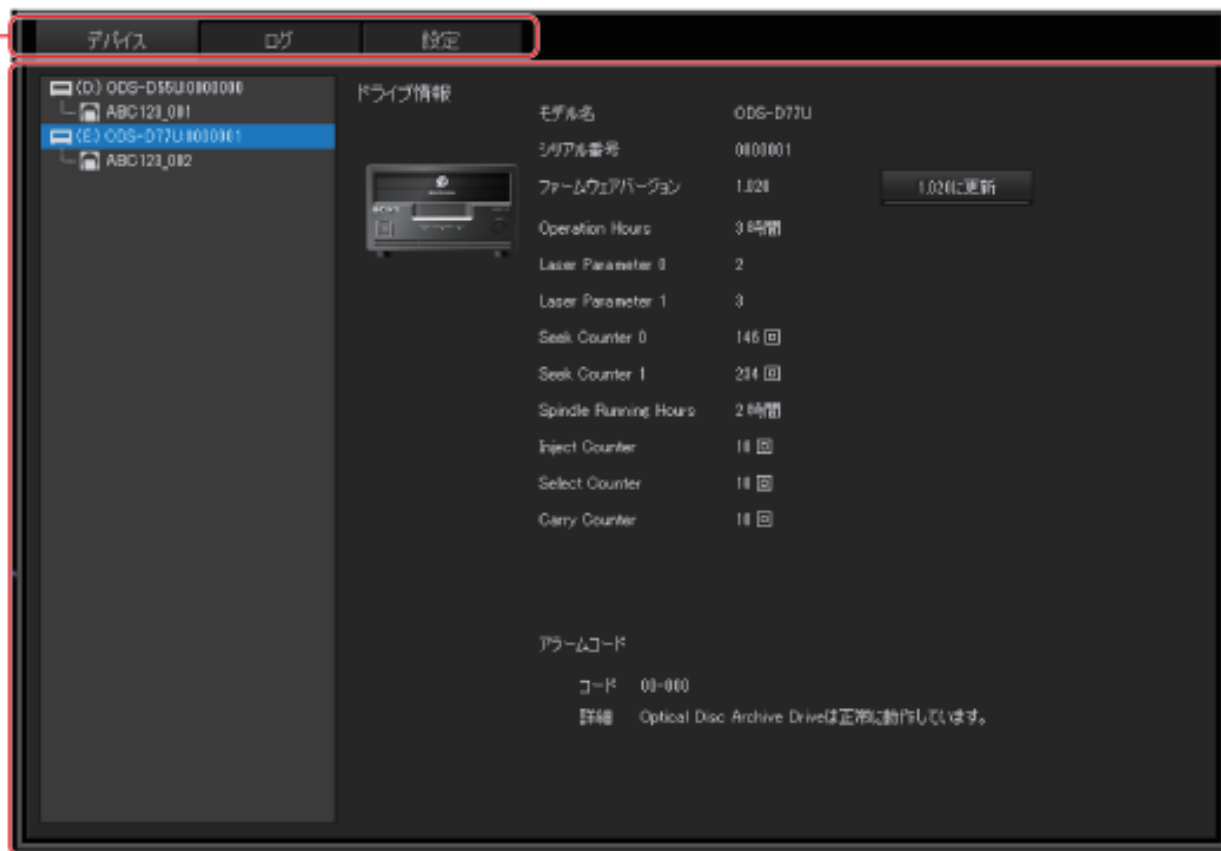 デバイス ログ 設定
(D:) ODS-D55U:0000000
ABC123_001
(E:) ODS-D77U:0000001
ABC123_002
ドライブ情報
SONY
モデル名 ODS-D77U
シリアル番号 0000001
ファームウェアバージョン 1.020 1.020に更新
Operation Hours 3 時間
Laser Parameter 0 2
Laser Parameter 1 3
Seek Counter 0 146 回
Seek Counter 1 234 回
Spindle Running Hours 2 時間
Inject Counter 10 回
Select Counter 10 回
Carry Counter 10 回
アラームコード
コード 00-000
詳細 Optical Disc Archive Driveは正常に動作しています。